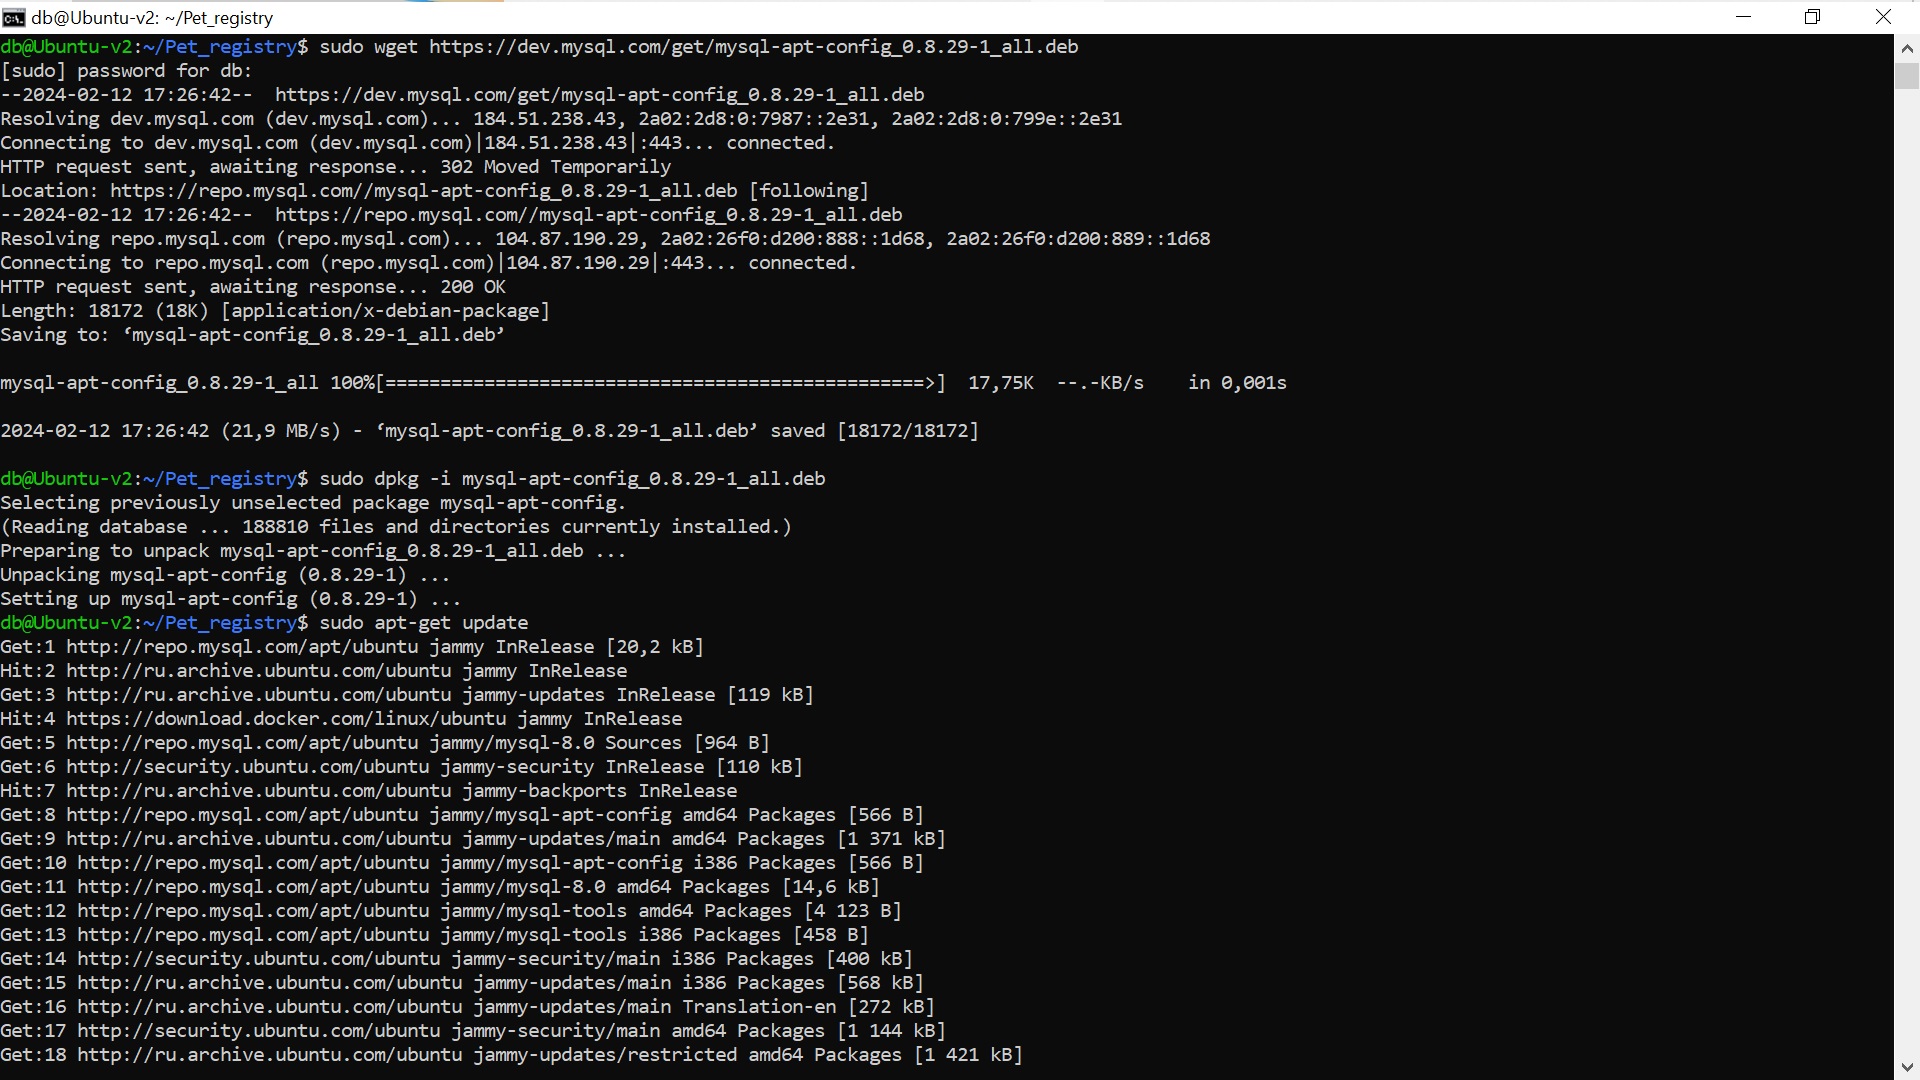 db@Ubuntu-v2: ~/Pet_registry
db@Ubuntu-v2:~/Pet_registry$ sudo wget https://dev.mysql.com/get/mysql-apt-config_0.8.29-1_all.deb
[sudo] password for db:
--2024-02-12 17:26:42--  https://dev.mysql.com/get/mysql-apt-config_0.8.29-1_all.deb
Resolving dev.mysql.com (dev.mysql.com)... 184.51.238.43, 2a02:2d8:0:7987::2e31, 2a02:2d8:0:799e::2e31
Connecting to dev.mysql.com (dev.mysql.com)|184.51.238.43|:443... connected.
HTTP request sent, awaiting response... 302 Moved Temporarily
Location: https://repo.mysql.com//mysql-apt-config_0.8.29-1_all.deb [following]
--2024-02-12 17:26:42--  https://repo.mysql.com//mysql-apt-config_0.8.29-1_all.deb
Resolving repo.mysql.com (repo.mysql.com)... 104.87.190.29, 2a02:26f0:d200:888::1d68, 2a02:26f0:d200:889::1d68
Connecting to repo.mysql.com (repo.mysql.com)|104.87.190.29|:443... connected.
HTTP request sent, awaiting response... 200 OK
Length: 18172 (18K) [application/x-debian-package]
Saving to: ‘mysql-apt-config_0.8.29-1_all.deb’
mysql-apt-config_0.8.29-1_all 100%[=================================================>]  17,75K  --.-KB/s    in 0,001s
2024-02-12 17:26:42 (21,9 MB/s) - ‘mysql-apt-config_0.8.29-1_all.deb’ saved [18172/18172]
db@Ubuntu-v2:~/Pet_registry$ sudo dpkg -i mysql-apt-config_0.8.29-1_all.deb
Selecting previously unselected package mysql-apt-config.
(Reading database ... 188810 files and directories currently installed.)
Preparing to unpack mysql-apt-config_0.8.29-1_all.deb ...
Unpacking mysql-apt-config (0.8.29-1) ...
Setting up mysql-apt-config (0.8.29-1) ...
db@Ubuntu-v2:~/Pet_registry$ sudo apt-get update
Get:1 http://repo.mysql.com/apt/ubuntu jammy InRelease [20,2 kB]
Hit:2 http://ru.archive.ubuntu.com/ubuntu jammy InRelease
Get:3 http://ru.archive.ubuntu.com/ubuntu jammy-updates InRelease [119 kB]
Hit:4 https://download.docker.com/linux/ubuntu jammy InRelease
Get:5 http://repo.mysql.com/apt/ubuntu jammy/mysql-8.0 Sources [964 B]
Get:6 http://security.ubuntu.com/ubuntu jammy-security InRelease [110 kB]
Hit:7 http://ru.archive.ubuntu.com/ubuntu jammy-backports InRelease
Get:8 http://repo.mysql.com/apt/ubuntu jammy/mysql-apt-config amd64 Packages [566 B]
Get:9 http://ru.archive.ubuntu.com/ubuntu jammy-updates/main amd64 Packages [1 371 kB]
Get:10 http://repo.mysql.com/apt/ubuntu jammy/mysql-apt-config i386 Packages [566 B]
Get:11 http://repo.mysql.com/apt/ubuntu jammy/mysql-8.0 amd64 Packages [14,6 kB]
Get:12 http://repo.mysql.com/apt/ubuntu jammy/mysql-tools amd64 Packages [4 123 B]
Get:13 http://repo.mysql.com/apt/ubuntu jammy/mysql-tools i386 Packages [458 B]
Get:14 http://security.ubuntu.com/ubuntu jammy-security/main i386 Packages [400 kB]
Get:15 http://ru.archive.ubuntu.com/ubuntu jammy-updates/main i386 Packages [568 kB]
Get:16 http://ru.archive.ubuntu.com/ubuntu jammy-updates/main Translation-en [272 kB]
Get:17 http://security.ubuntu.com/ubuntu jammy-security/main amd64 Packages [1 144 kB]
Get:18 http://ru.archive.ubuntu.com/ubuntu jammy-updates/restricted amd64 Packages [1 421 kB]